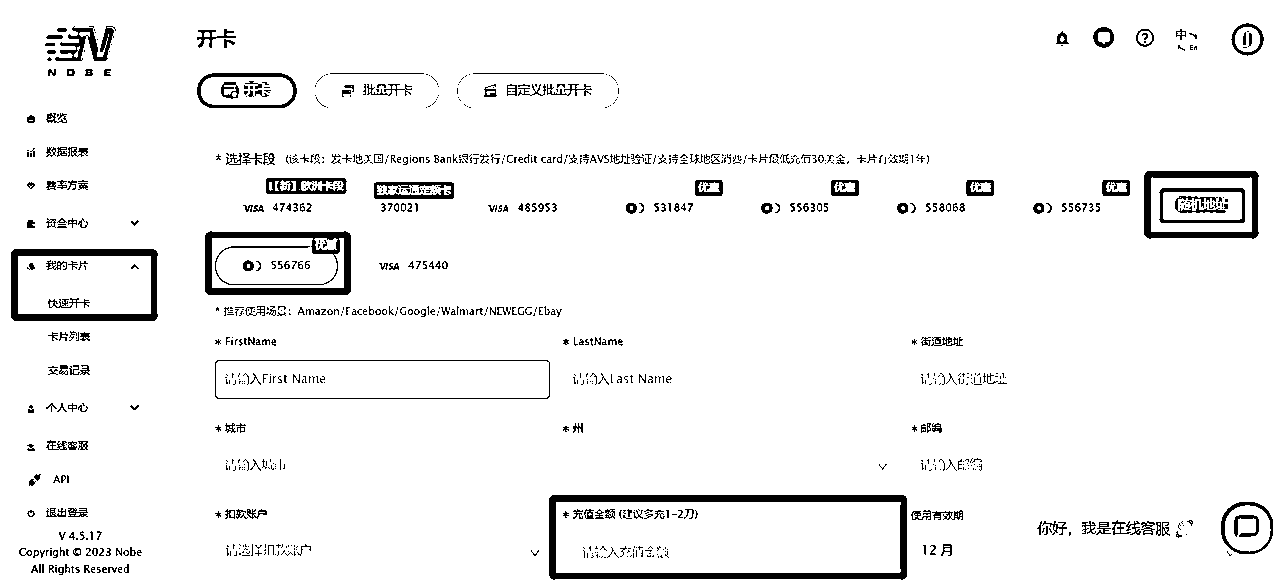 NOBE
开卡
中
En
开卡
批量开卡
自定义批量开卡
概览
数据报表
费率方案
资金中心
我的卡片
快速开卡
卡片列表
交易记录
个人中心
在线客服
API
退出登录
V 4.5.17
Copyright © 2023 Nobe
All Rights Reserved
* 选择卡段 (该卡段：发卡地美国/Regions Bank银行发行/Credit card/支持AVS地址验证/支持全球地区消费/卡片最低充值30美金，卡片有效期1年)
【新】欧洲卡段
独家运通定额卡
优惠
优惠
优惠
优惠
VISA 474362
370021
VISA 485953
531847
556305
558068
556735
随机地址
优惠
556766
VISA 475440
* 推荐使用场景：Amazon/Facebook/Google/Walmart/NEWEGG/Ebay
* FirstName
* LastName
* 街道地址
请输入First Name
请输入Last Name
请输入街道地址
* 城市
* 州
* 邮编
请输入城市
请输入邮编
* 扣款账户
* 充值金额 (建议多充1-2刀)
使用有效期
请选择扣款账户
请输入充值金额
12 月
你好，我是在线客服